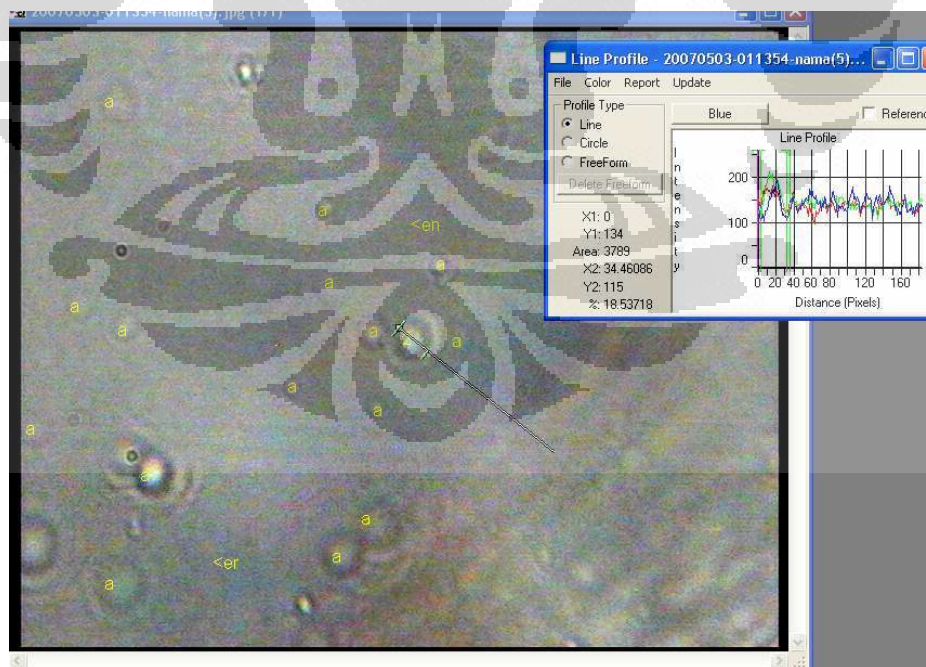 20070503-011354-nama(5).jpg (1/1)
Line Profile - 20070503-011354-nama(5)...
File Color Report Update
Profile Type
Line
Circle
FreeForm
Delete Freeform
X1: 0
Y1: 134
Area: 3789
X2: 34.46086
Y2: 115
%: 18.53718
Blue
Referenc
Line Profile
Intensity
200
100
0
0 20 40 60 80 120 160
Distance (Pixels)
a
a
<en
a
a
a
a
a
a
a
a
a
a
a
a
<er
a
a